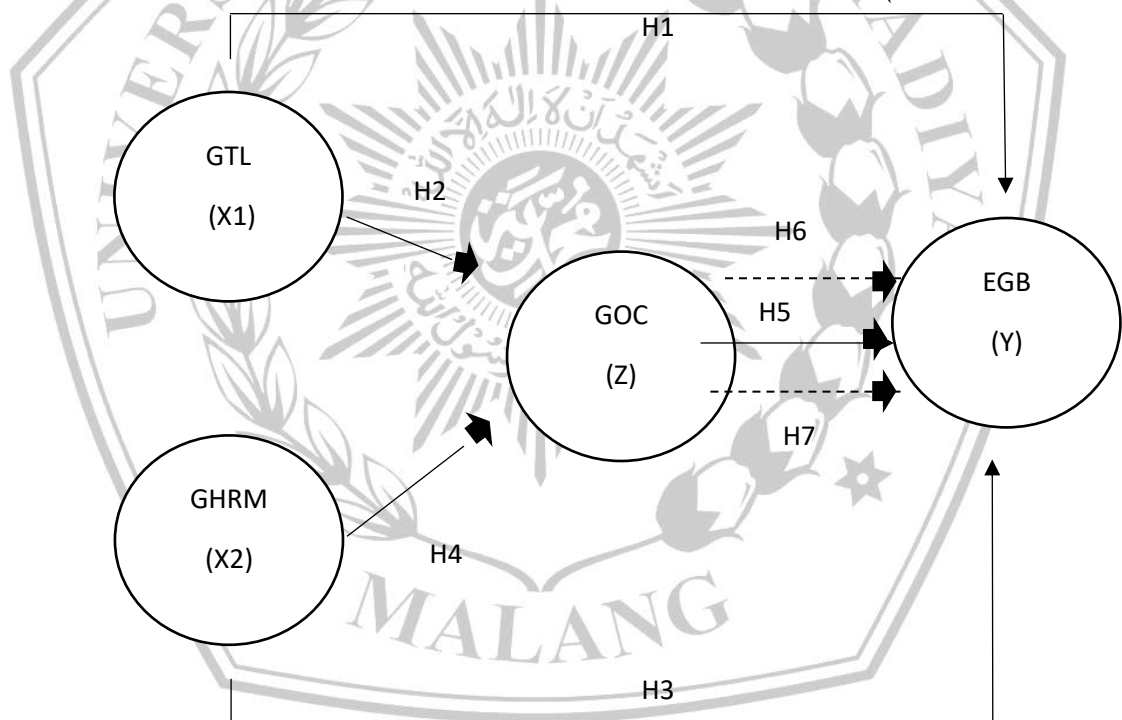 H1
GTL
(X1)
H2
H6
GOC
(Z)
H5
EGB
(Y)
H7
GHRM
(X2)
H4
MALANG
H3